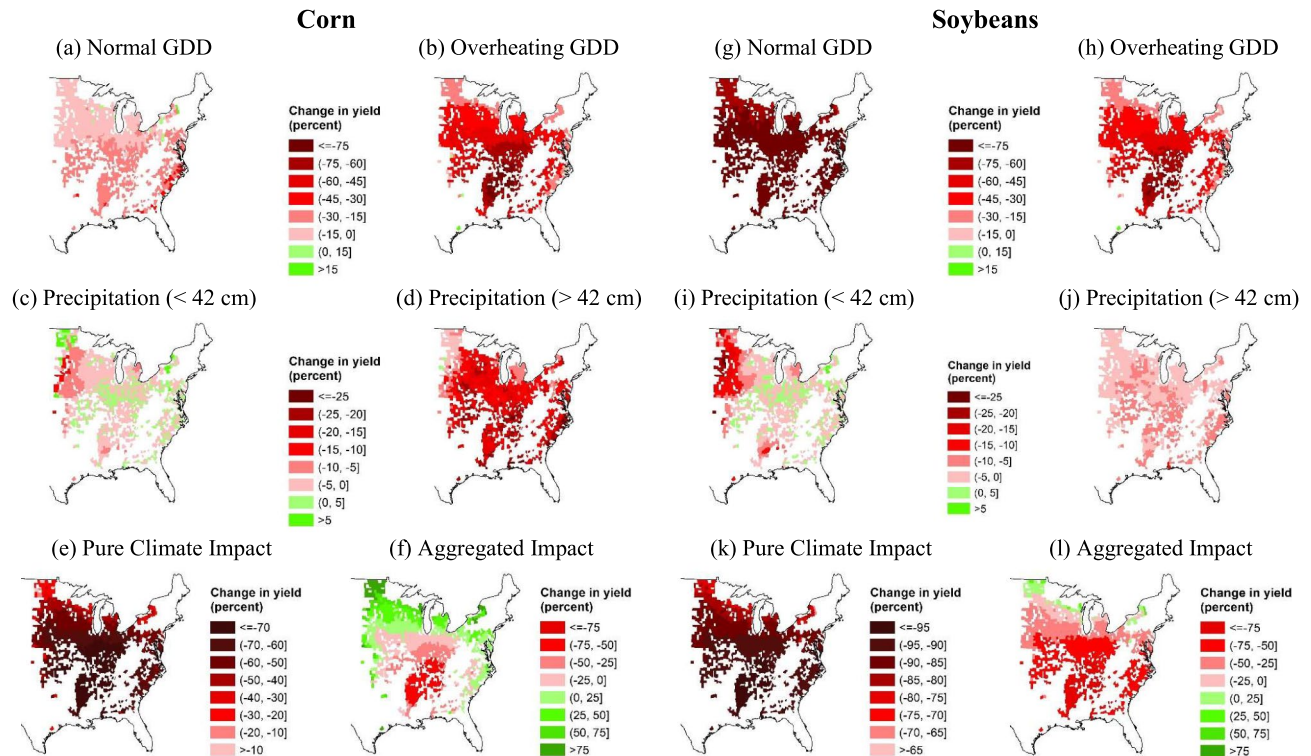 Corn
Soybeans
(a) Normal GDD
(b) Overheating GDD
(g) Normal GDD
(h) Overheating GDD
Change in yield
(percent)
<=-75
(-75, -60]
(-60, -45]
(-45, -30]
(-30, -15]
(-15, 0]
(0, 15]
>15
Change in yield
(percent)
<=-75
(-75, -60]
(-60, -45]
(-45, -30]
(-30, -15]
(-15, 0]
(0, 15]
>15
(c) Precipitation (< 42 cm)
(d) Precipitation (> 42 cm)
(i) Precipitation (< 42 cm)
(j) Precipitation (> 42 cm)
Change in yield
(percent)
<=-25
(-25, -20]
(-20, -15]
(-15, -10]
(-10, -5]
(-5, 0]
(0, 5]
>5
Change in yield
(percent)
<=-25
(-25, -20]
(-20, -15]
(-15, -10]
(-10, -5]
(-5, 0]
(0, 5]
>5
(e) Pure Climate Impact
(f) Aggregated Impact
(k) Pure Climate Impact
(l) Aggregated Impact
Change in yield
(percent)
<=-70
(-70, -60]
(-60, -50]
(-50, -40]
(-40, -30]
(-30, -20]
(-20, -10]
>-10
Change in yield
(percent)
<=-75
(-75, -50]
(-50, -25]
(-25, 0]
(0, 25]
(25, 50]
(50, 75]
>75
Change in yield
(percent)
<=-95
(-95, -90]
(-90, -85]
(-85, -80]
(-80, -75]
(-75, -70]
(-70, -65]
>-65
Change in yield
(percent)
<=-75
(-75, -50]
(-50, -25]
(-25, 0]
(0, 25]
(25, 50]
(50, 75]
>75